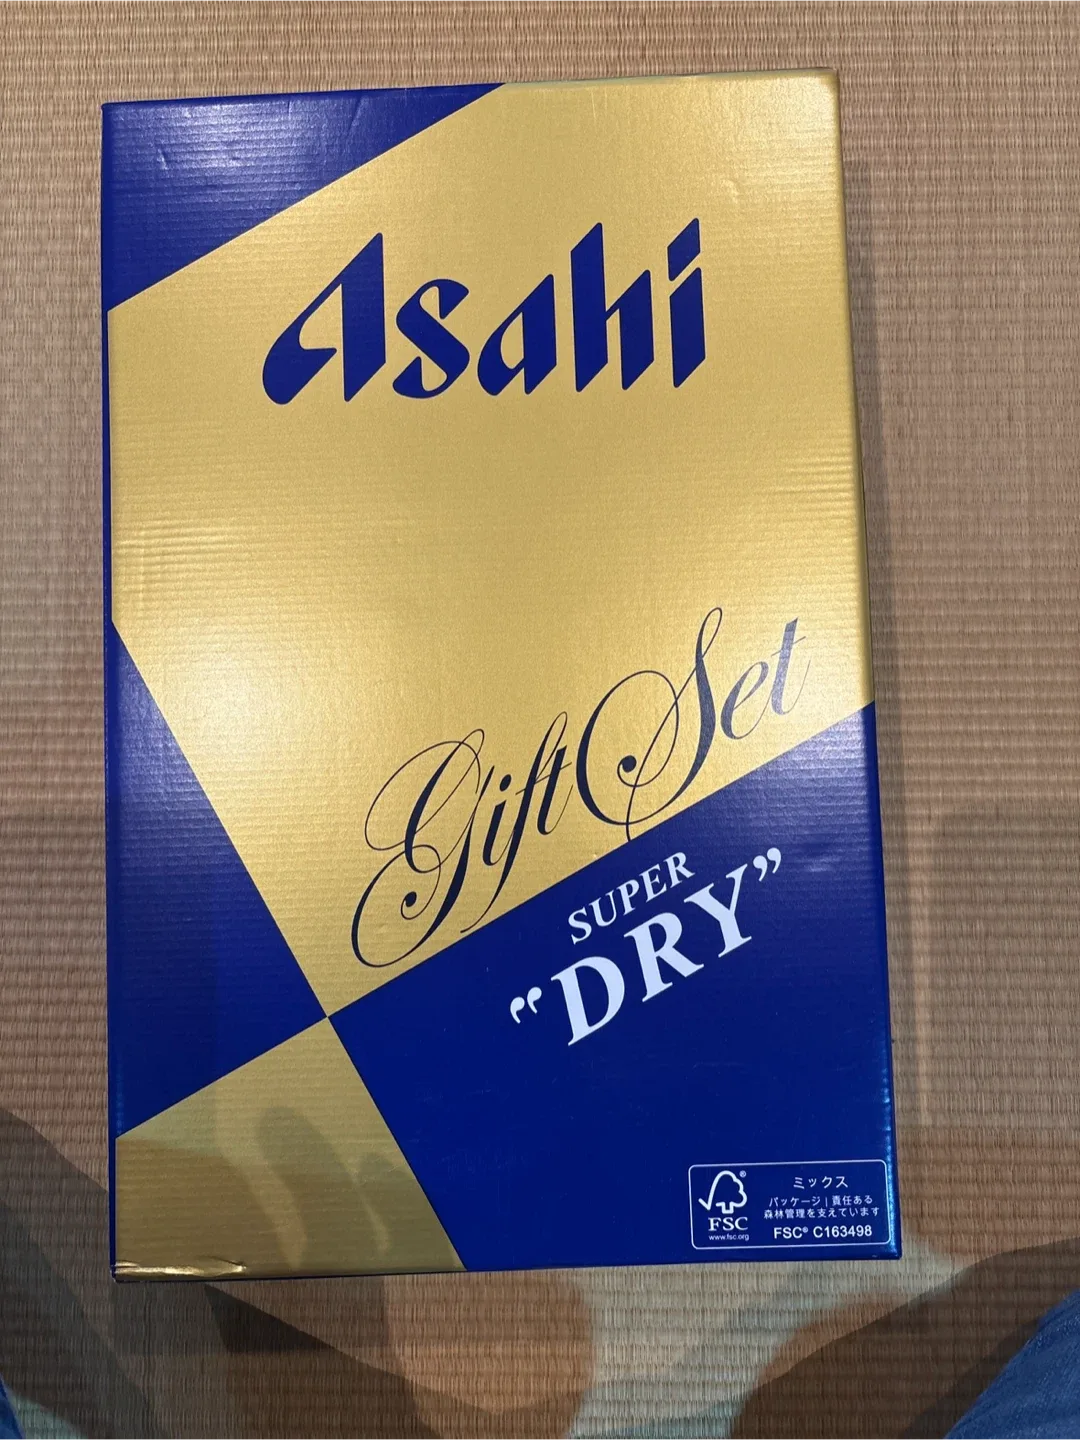 Asahi
Gift Set
SUPER
"DRY"
FSC®
www.fsc.org
ミックス
パッケージ | 責任ある
森林管理を支えています
FSC® C163498